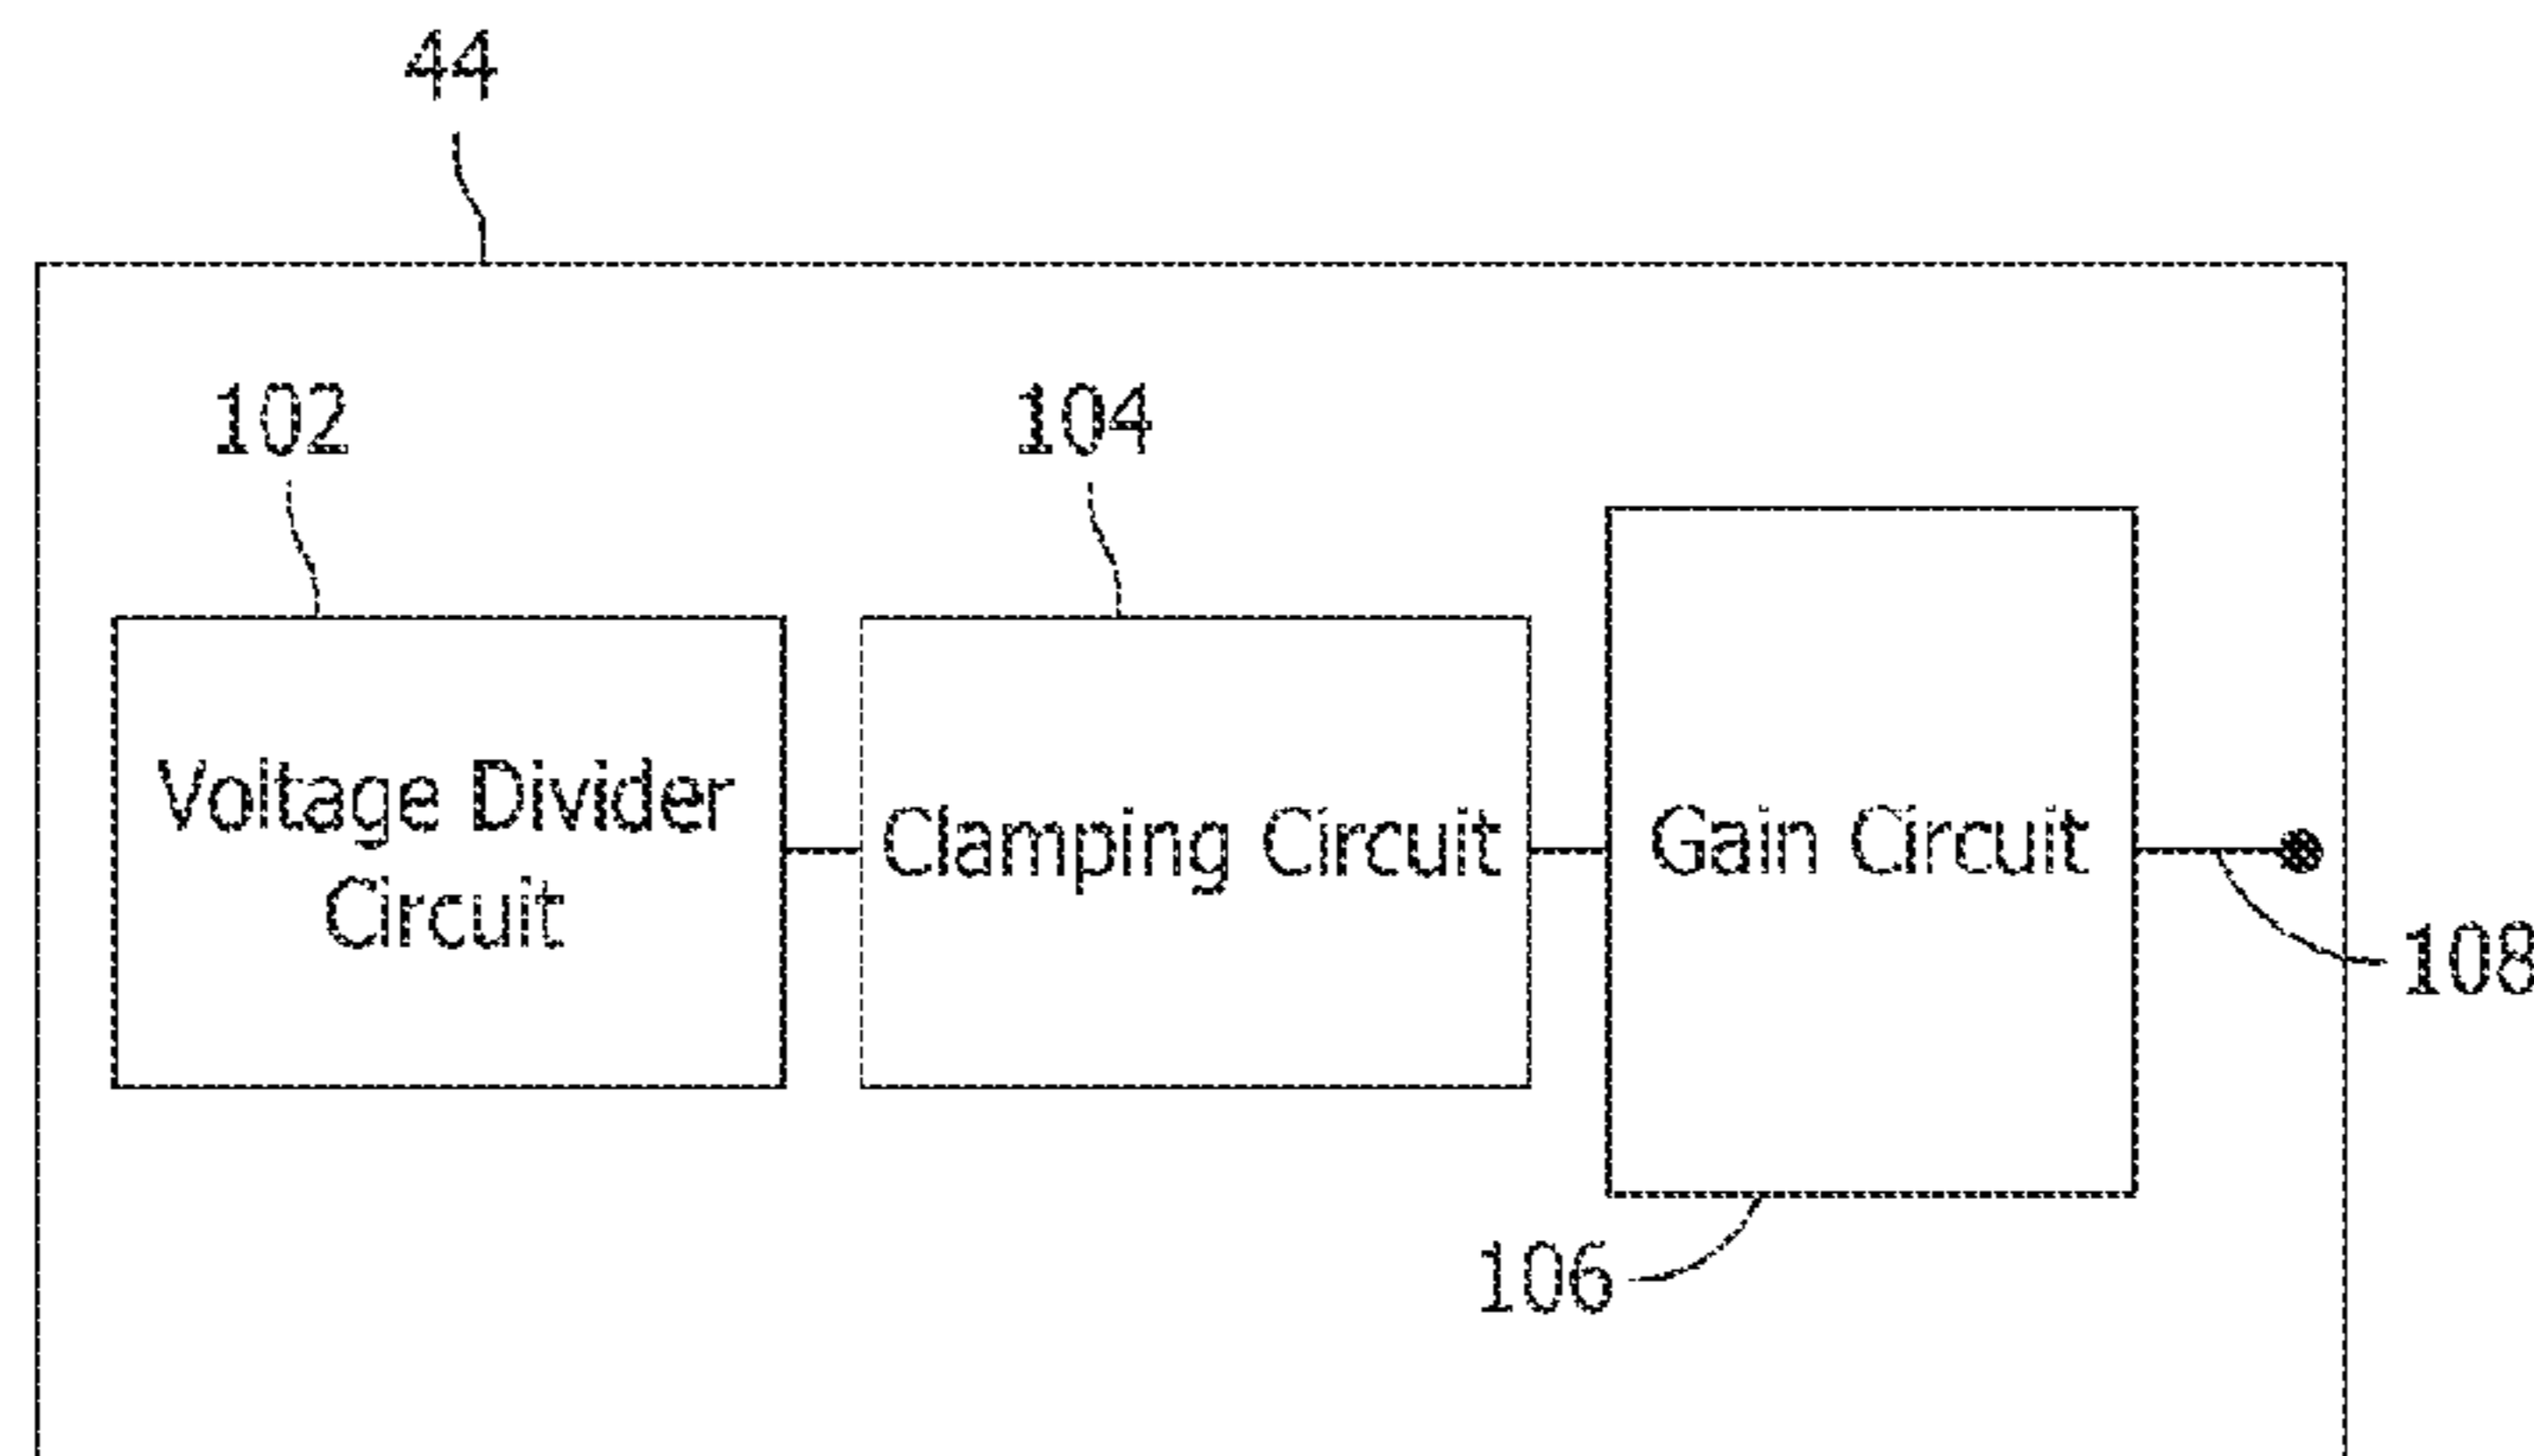 44
102
104
Voltage Divider
Circuit
Clamping Circuit
Gain Circuit
108
106